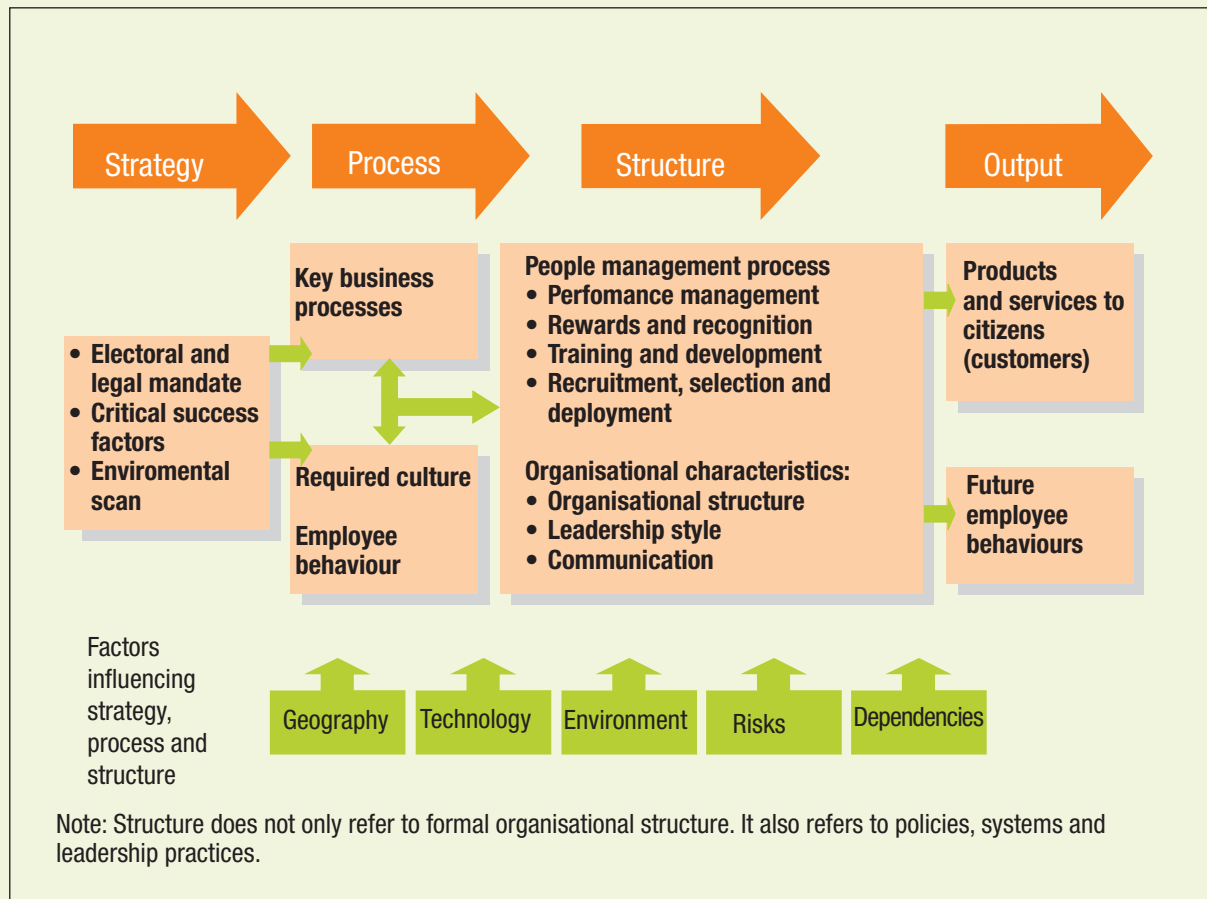 Strategy
Process
Structure
Output
• Electoral and
legal mandate
• Critical success
factors
• Enviromental
scan
Key business
processes
Required culture
Employee
behaviour
People management process
• Perfomance management
• Rewards and recognition
• Training and development
• Recruitment, selection and
deployment
Organisational characteristics:
• Organisational structure
• Leadership style
• Communication
Products
and services to
citizens
(customers)
Future
employee
behaviours
Factors
influencing
strategy,
process and
structure
Geography
Technology
Environment
Risks
Dependencies
Note: Structure does not only refer to formal organisational structure. It also refers to policies, systems and
leadership practices.